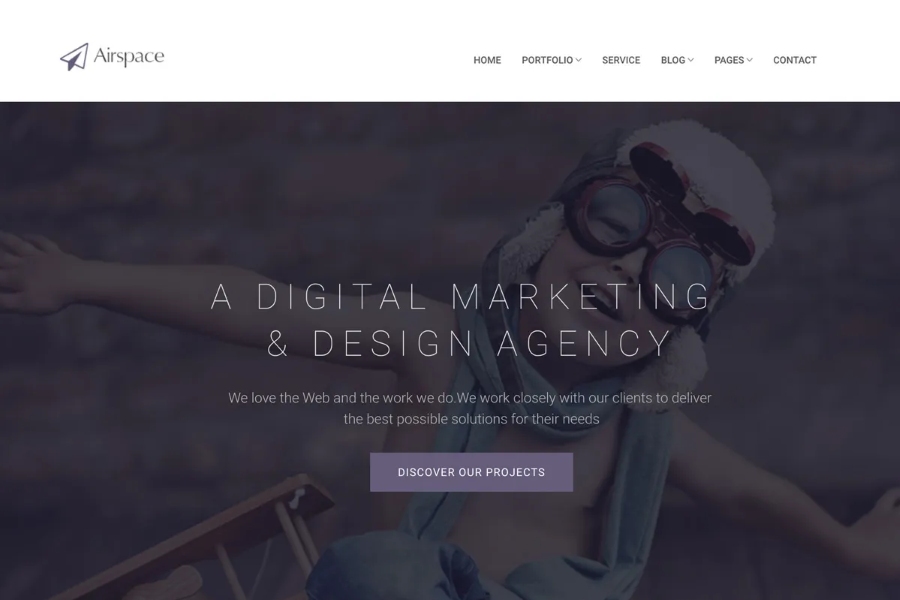 Airspace
HOME PORTFOLIO SERVICE BLOG PAGES CONTACT
A DIGITAL MARKETING
& DESIGN AGENCY
We love the Web and the work we do.We work closely with our clients to deliver
the best possible solutions for their needs
DISCOVER OUR PROJECTS